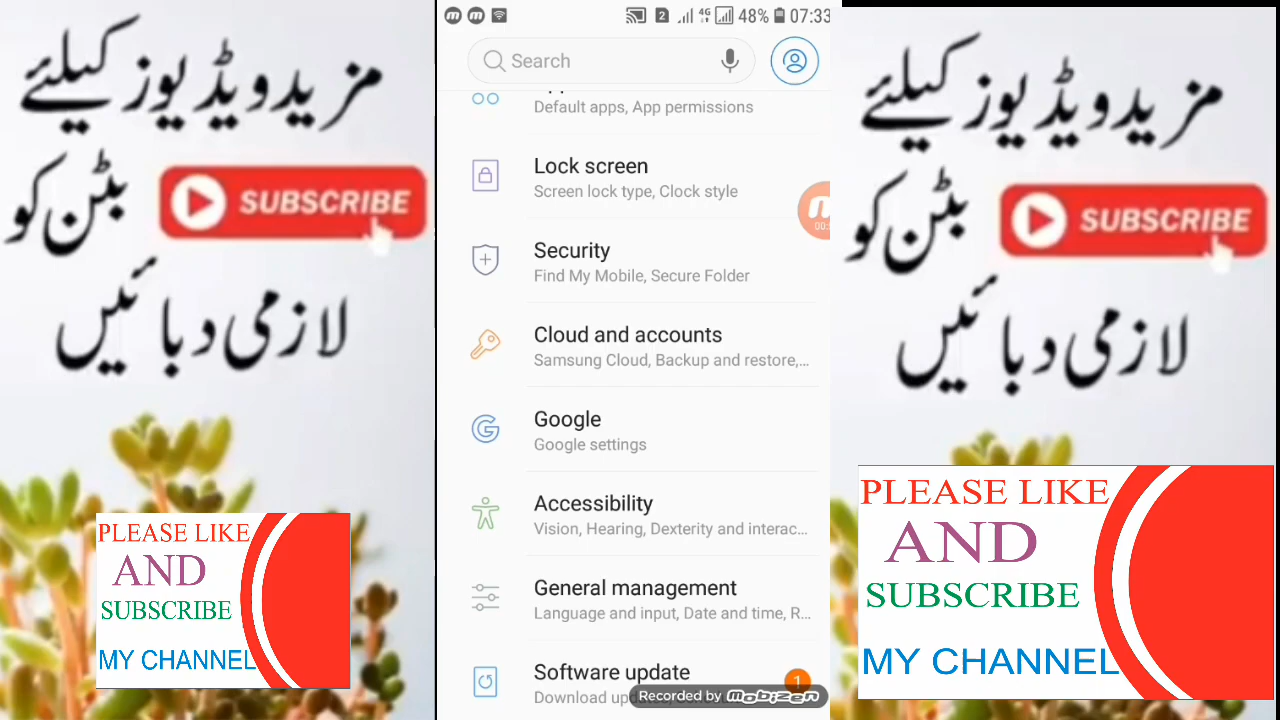 مزید ویڈیوز کیلئے
SUBSCRIBE بٹن کو
لازمی دبائیں
PLEASE LIKE
AND
SUBSCRIBE
MY CHANNEL
2 4G 48% 07:33
Search
Default apps, App permissions
Lock screen
Screen lock type, Clock style
Security
Find My Mobile, Secure Folder
Cloud and accounts
Samsung Cloud, Backup and restore,...
Google
Google settings
Accessibility
Vision, Hearing, Dexterity and interac...
General management
Language and input, Date and time, R...
Software update
1
Download
Recorded by mobizen
مزید ویڈیوز کیلئے
SUBSCRIBE بٹن کو
لازمی دبائیں
PLEASE LIKE
AND
SUBSCRIBE
MY CHANNEL